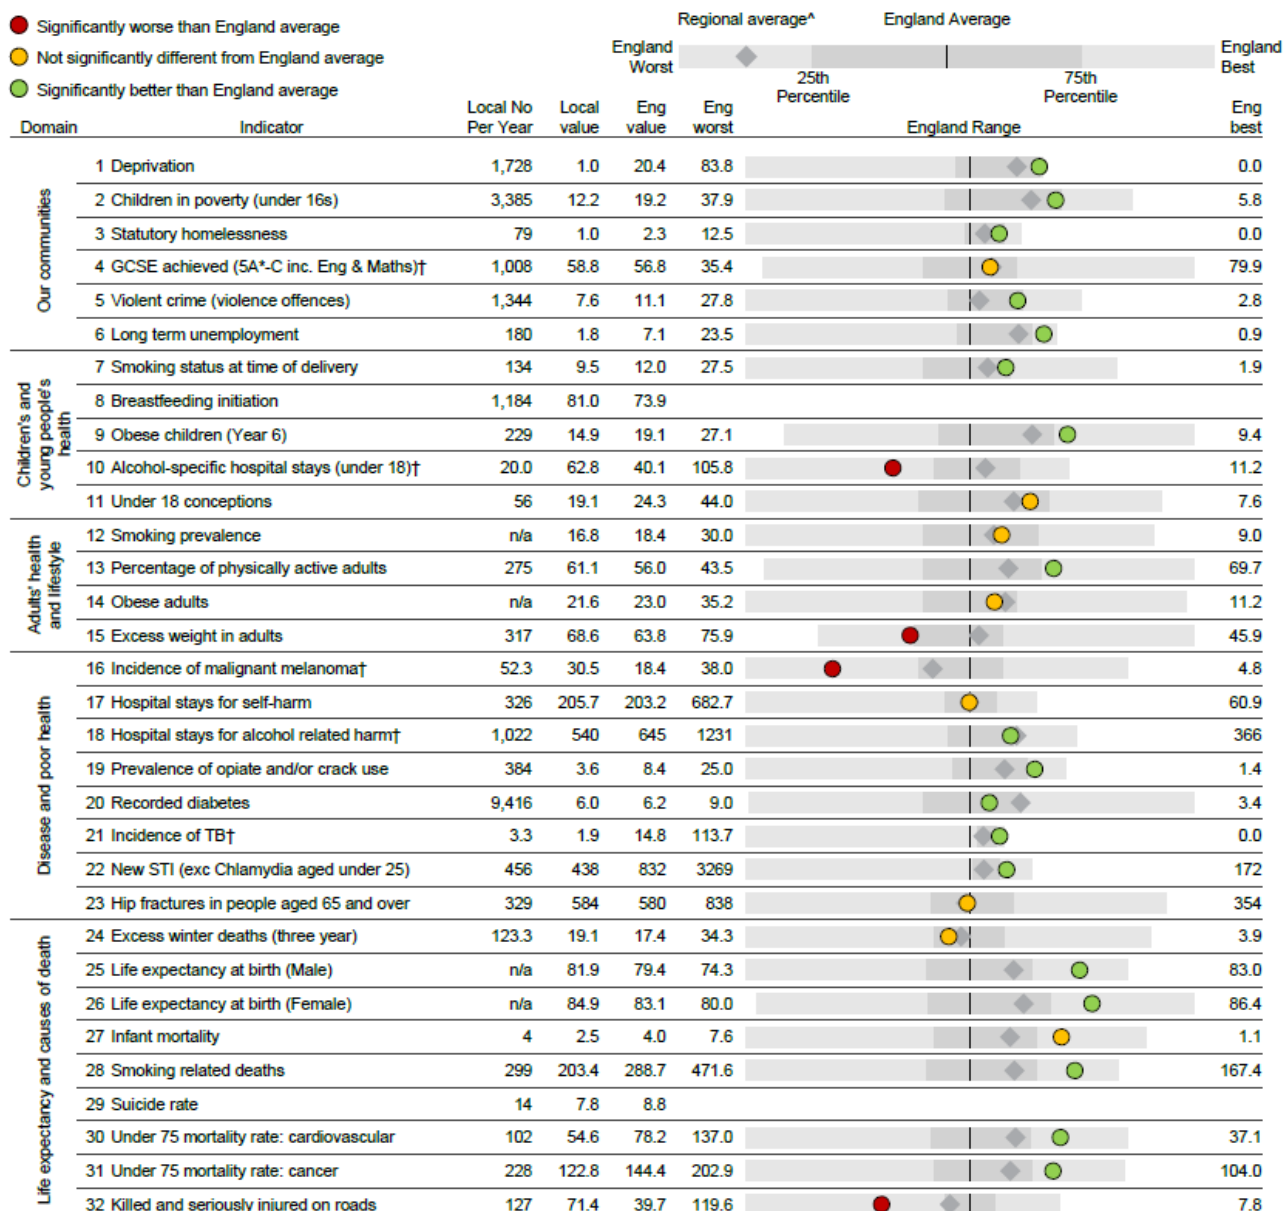 Significantly worse than England average
Not significantly different from England average
Significantly better than England average
Regional average^ England Average
England Worst
England Best
25th Percentile
75th Percentile
Domain Indicator Local No Per Year Local value Eng value Eng worst England Range Eng best
Our communities
1 Deprivation 1,728 1.0 20.4 83.8 0.0
2 Children in poverty (under 16s) 3,385 12.2 19.2 37.9 5.8
3 Statutory homelessness 79 1.0 2.3 12.5 0.0
4 GCSE achieved (5A*-C inc. Eng & Maths)† 1,008 58.8 56.8 35.4 79.9
5 Violent crime (violence offences) 1,344 7.6 11.1 27.8 2.8
6 Long term unemployment 180 1.8 7.1 23.5 0.9
Children's and young people's health
7 Smoking status at time of delivery 134 9.5 12.0 27.5 1.9
8 Breastfeeding initiation 1,184 81.0 73.9
9 Obese children (Year 6) 229 14.9 19.1 27.1 9.4
10 Alcohol-specific hospital stays (under 18)† 20.0 62.8 40.1 105.8 11.2
11 Under 18 conceptions 56 19.1 24.3 44.0 7.6
Adults' health and lifestyle
12 Smoking prevalence n/a 16.8 18.4 30.0 9.0
13 Percentage of physically active adults 275 61.1 56.0 43.5 69.7
14 Obese adults n/a 21.6 23.0 35.2 11.2
15 Excess weight in adults 317 68.6 63.8 75.9 45.9
Disease and poor health
16 Incidence of malignant melanoma† 52.3 30.5 18.4 38.0 4.8
17 Hospital stays for self-harm 326 205.7 203.2 682.7 60.9
18 Hospital stays for alcohol related harm† 1,022 540 645 1231 366
19 Prevalence of opiate and/or crack use 384 3.6 8.4 25.0 1.4
20 Recorded diabetes 9,416 6.0 6.2 9.0 3.4
21 Incidence of TB† 3.3 1.9 14.8 113.7 0.0
22 New STI (exc Chlamydia aged under 25) 456 438 832 3269 172
23 Hip fractures in people aged 65 and over 329 584 580 838 354
Life expectancy and causes of death
24 Excess winter deaths (three year) 123.3 19.1 17.4 34.3 3.9
25 Life expectancy at birth (Male) n/a 81.9 79.4 74.3 83.0
26 Life expectancy at birth (Female) n/a 84.9 83.1 80.0 86.4
27 Infant mortality 4 2.5 4.0 7.6 1.1
28 Smoking related deaths 299 203.4 288.7 471.6 167.4
29 Suicide rate 14 7.8 8.8
30 Under 75 mortality rate: cardiovascular 102 54.6 78.2 137.0 37.1
31 Under 75 mortality rate: cancer 228 122.8 144.4 202.9 104.0
32 Killed and seriously injured on roads 127 71.4 39.7 119.6 7.8